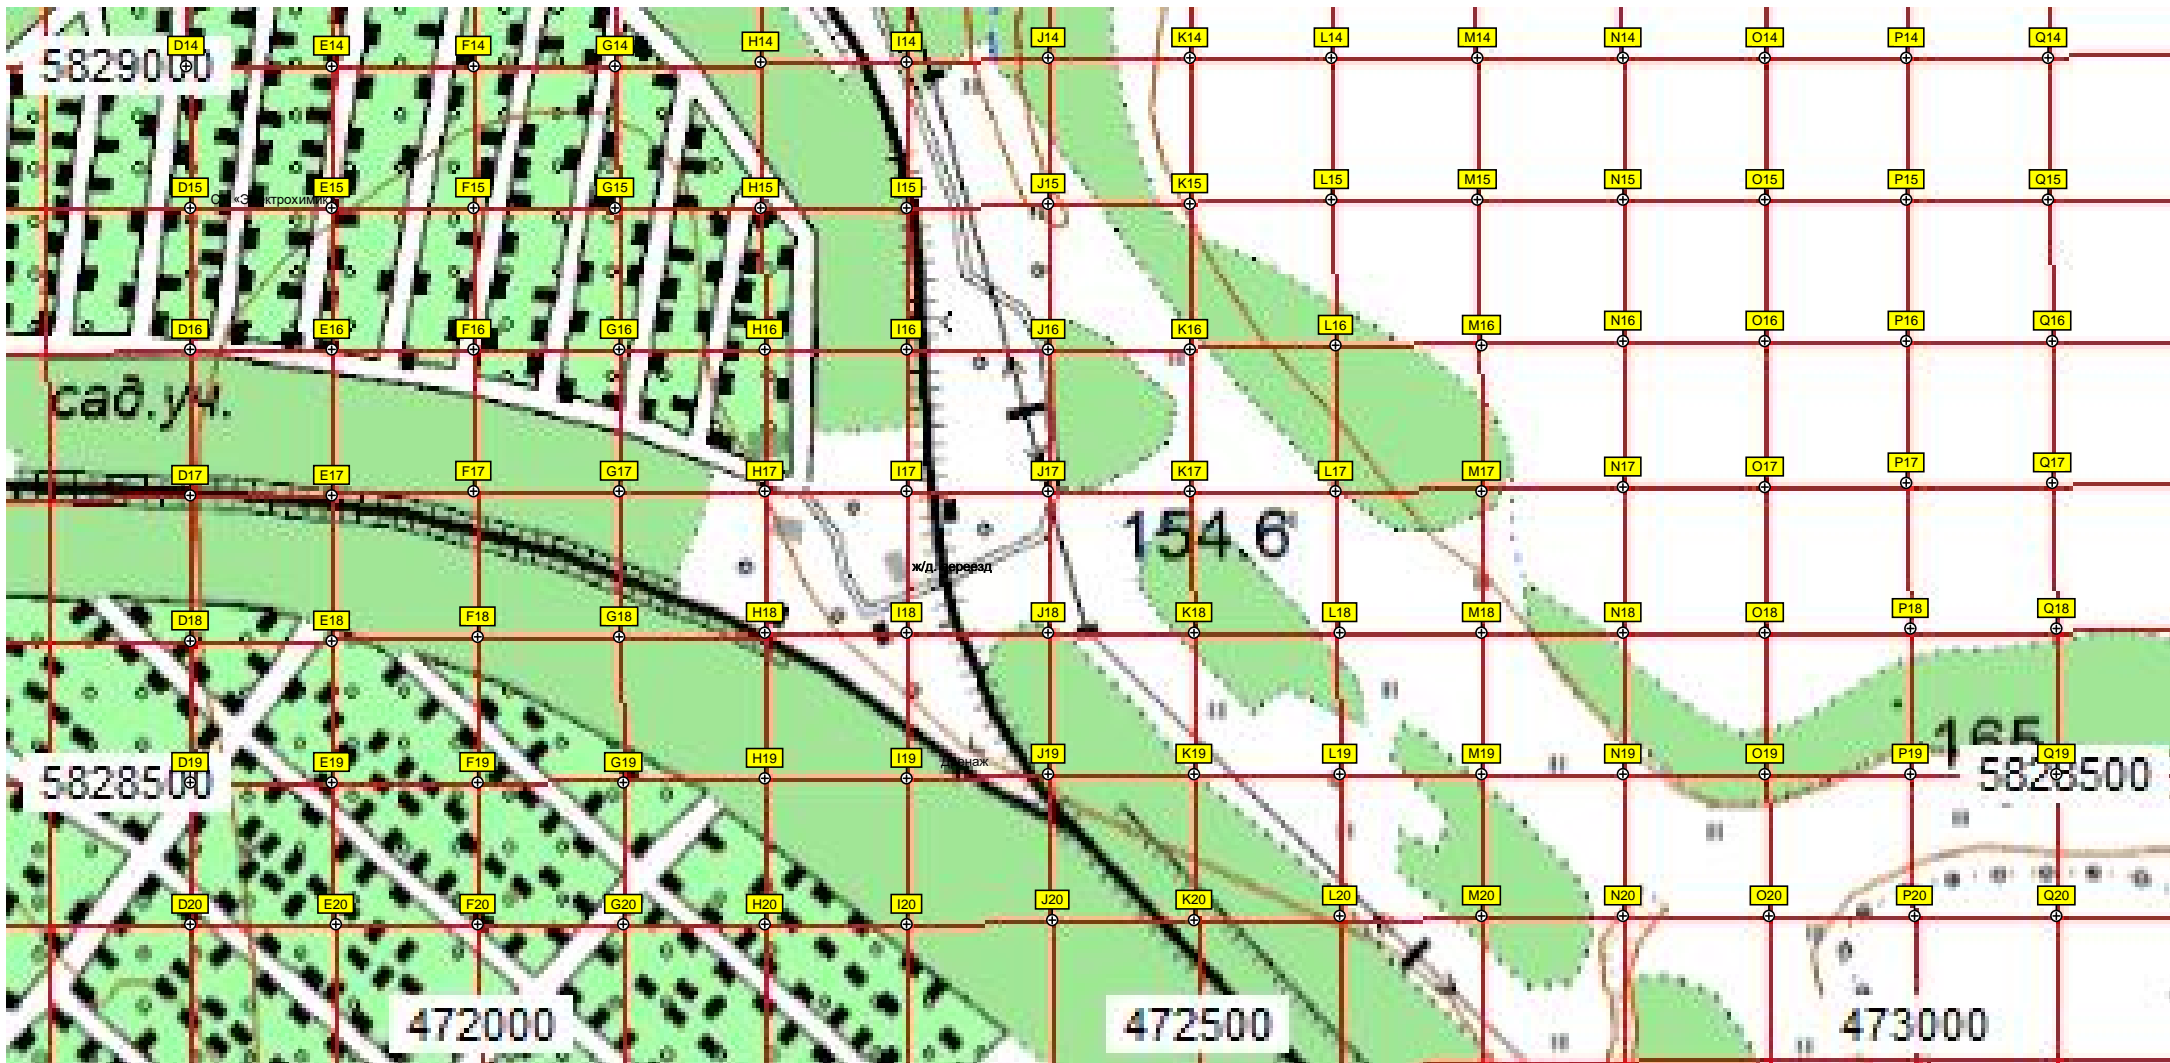 D14 E14 F14 G14 H14 I14 J14 K14 L14 M14 N14 O14 P14 Q14
5829000
D15 E15 F15 G15 H15 I15 J15 K15 L15 M15 N15 O15 P15 Q15
«Электрохимик»
D16 E16 F16 G16 H16 I16 J16 K16 L16 M16 N16 O16 P16 Q16
сад.уч.
D17 E17 F17 G17 H17 I17 J17 K17 L17 M17 N17 O17 P17 Q17
154.6
ж/д. переезд
D18 E18 F18 G18 H18 I18 J18 K18 L18 M18 N18 O18 P18 Q18
165
D19 E19 F19 G19 H19 I19 J19 K19 L19 M19 N19 O19 P19 Q19
Дренаж
5828500 5828500
D20 E20 F20 G20 H20 I20 J20 K20 L20 M20 N20 O20 P20 Q20
472000 472500 473000